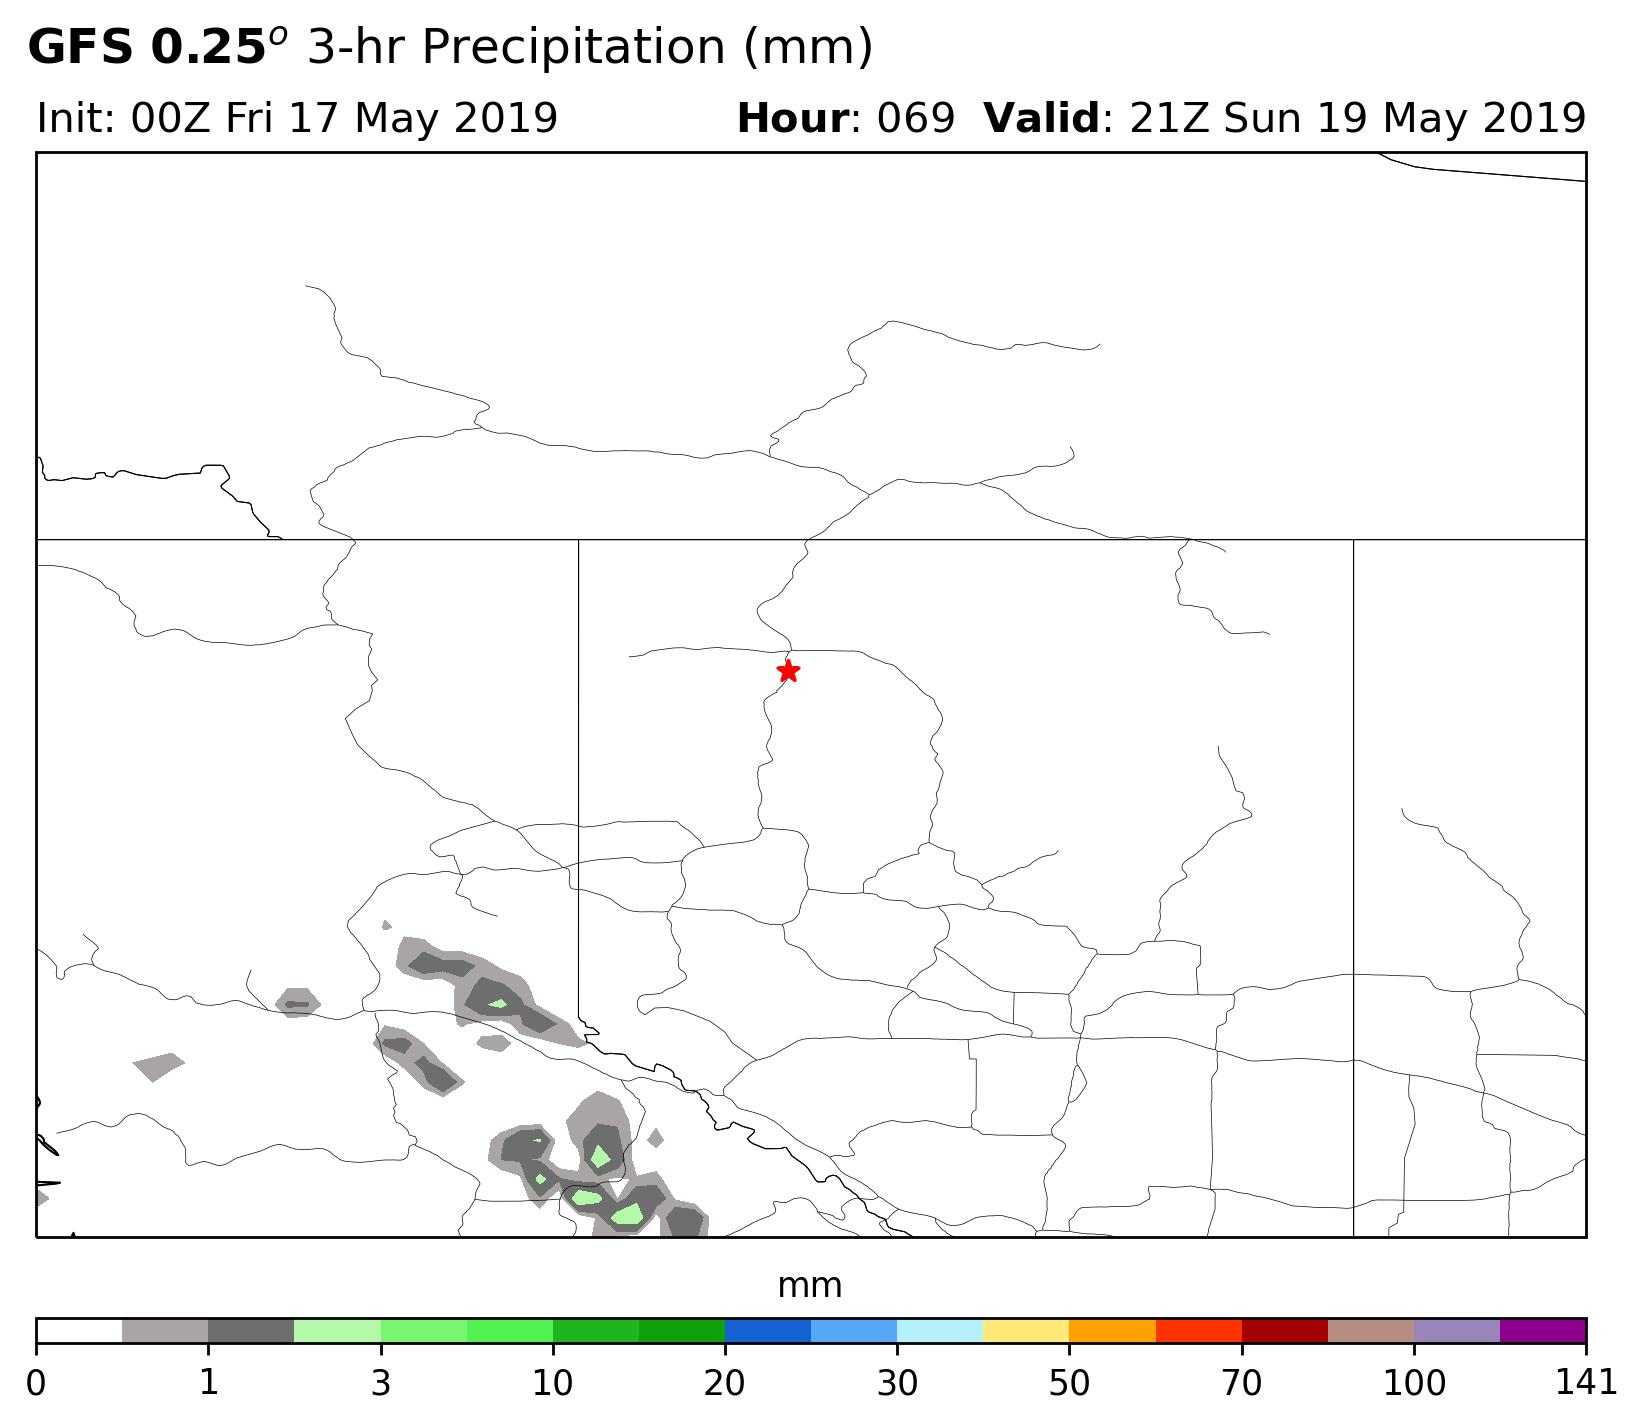 GFS 0.25° 3-hr Precipitation (mm)
Init: 00Z Fri 17 May 2019 Hour: 069 Valid: 21Z Sun 19 May 2019
mm
0 1 3 10 20 30 50 70 100 141